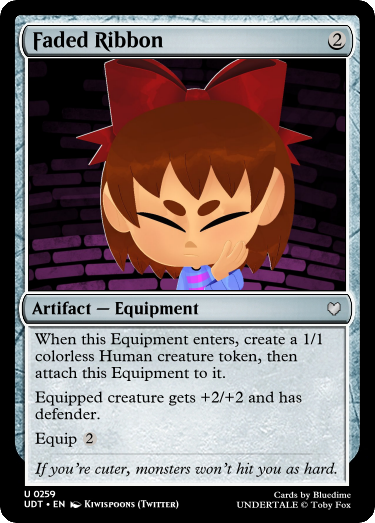 Faded Ribbon 2
Artifact — Equipment
When this Equipment enters, create a 1/1
colorless Human creature token, then
attach this Equipment to it.
Equipped creature gets +2/+2 and has
defender.
Equip 2
If you're cuter, monsters won't hit you as hard.
U 0259
UDT • EN Kiwispoons (Twitter)
Cards by Bluedime
UNDERTALE © Toby Fox